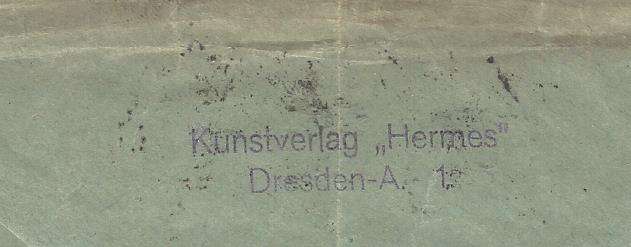 Kunstverlag „Hermes"
Dresden-A.